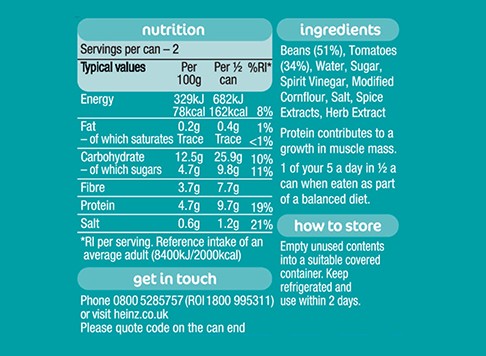 nutrition
Servings per can – 2
Typical values Per 100g Per ½ can %RI*
Energy 329kJ 682kJ
78kcal 162kcal 8%
Fat 0.2g 0.4g 1%
– of which saturates Trace Trace <1%
Carbohydrate 12.5g 25.9g 10%
– of which sugars 4.7g 9.8g 11%
Fibre 3.7g 7.7g
Protein 4.7g 9.7g 19%
Salt 0.6g 1.2g 21%
*RI per serving. Reference intake of an
average adult (8400kJ/2000kcal)
get in touch
Phone 0800 5285757 (ROI 1800 995311)
or visit heinz.co.uk
Please quote code on the can end
ingredients
Beans (51%), Tomatoes
(34%), Water, Sugar,
Spirit Vinegar, Modified
Cornflour, Salt, Spice
Extracts, Herb Extract
Protein contributes to a
growth in muscle mass.
1 of your 5 a day in ½ a
can when eaten as part
of a balanced diet.
how to store
Empty unused contents
into a suitable covered
container. Keep
refrigerated and
use within 2 days.